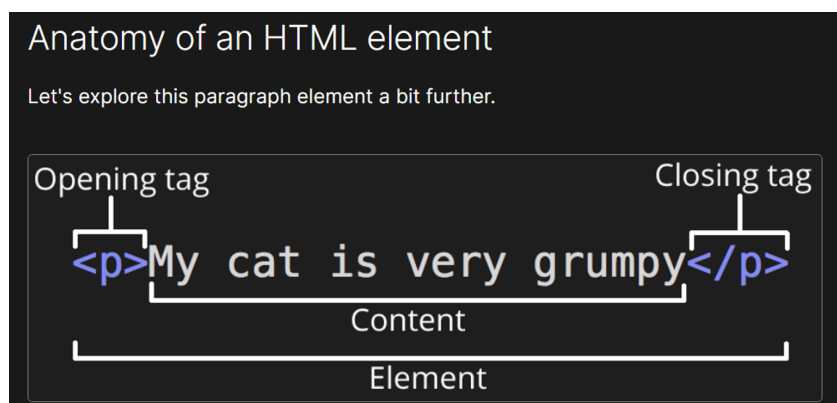 Anatomy of an HTML element
Let's explore this paragraph element a bit further.
Opening tag
Closing tag
<p>My cat is very grumpy</p>
Content
Element